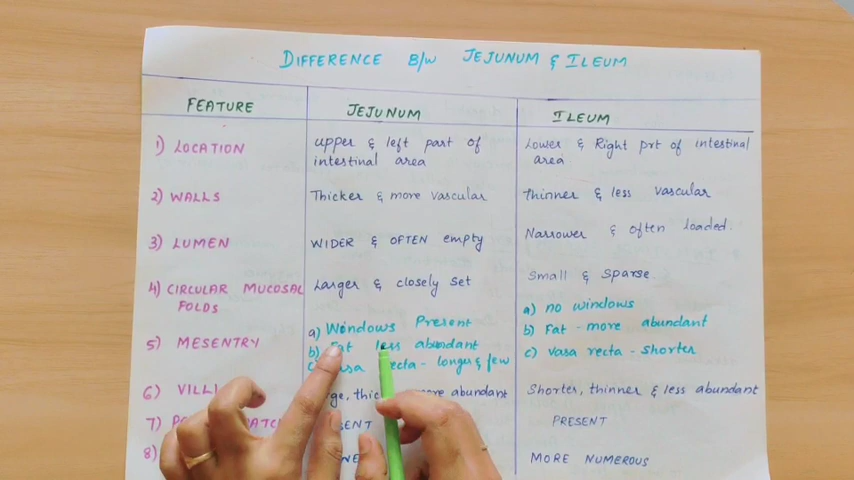 DIFFERENCE B/W JEJUNUM & ILEUM
FEATURE JEJUNUM ILEUM
1) LOCATION
upper & left part of
intestinal area
Lower & Right prt of intestinal
area
2) WALLS
Thicker & more vascular
thinner & less vascular
3) LUMEN
WIDER & OFTEN empty
Narrower & often loaded.
4) CIRCULAR MUCOSAL
FOLDS
Larger & closely set
Small & Sparse
5) MESENTRY
a) Windows Present
b) Fat less abundant
c) Vasa recta - longer & few
a) no windows
b) Fat - more abundant
c) vasa recta - shorter
6) VILLI
more abundant
Shorter, thinner & less abundant
7)
PRESENT
8)
MORE NUMEROUS